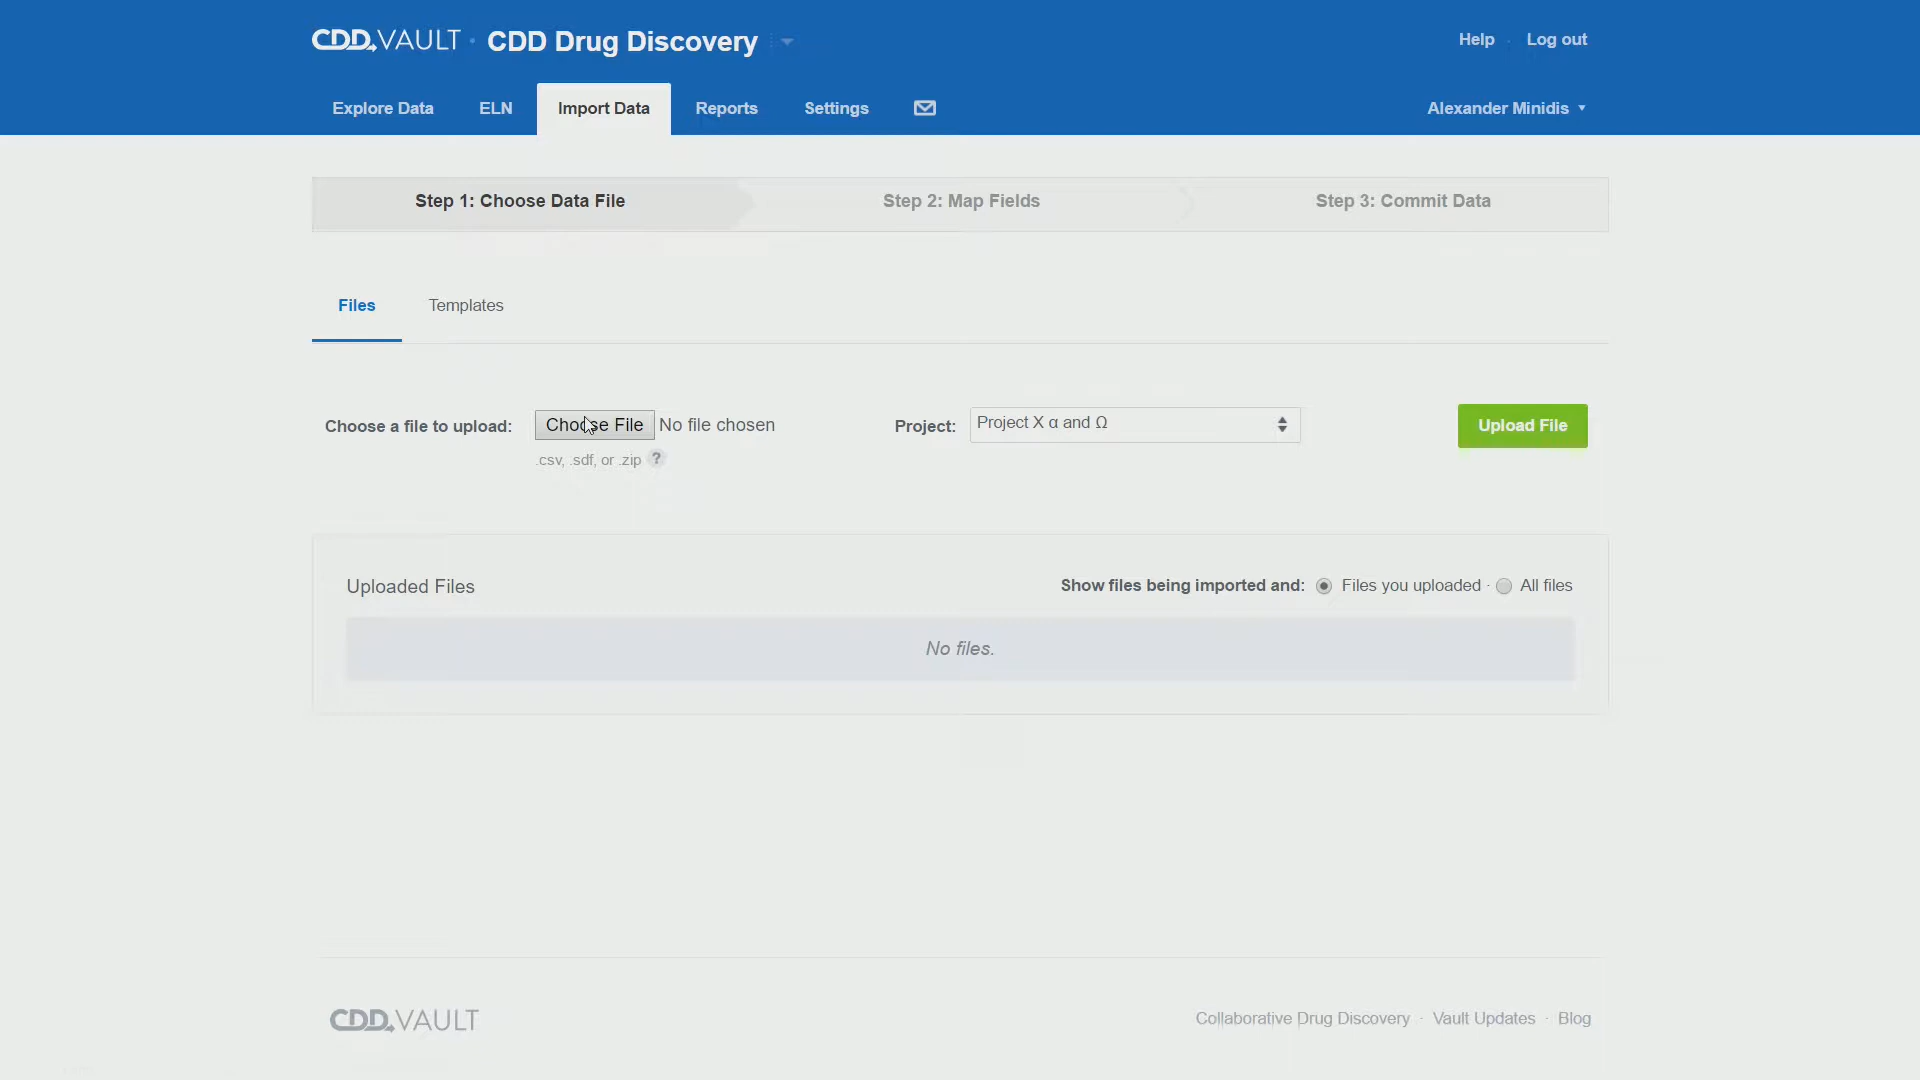 CDD VAULT · CDD Drug Discovery
Help · Log out
Explore Data ELN Import Data Reports Settings Alexander Minidis
Step 1: Choose Data File Step 2: Map Fields Step 3: Commit Data
Files Templates
Choose a file to upload: Choose File No file chosen Project: Project X α and Ω Upload File
.csv, .sdf, or .zip ?
Uploaded Files Show files being imported and: Files you uploaded · All files
No files.
CDD VAULT Collaborative Drug Discovery · Vault Updates · Blog